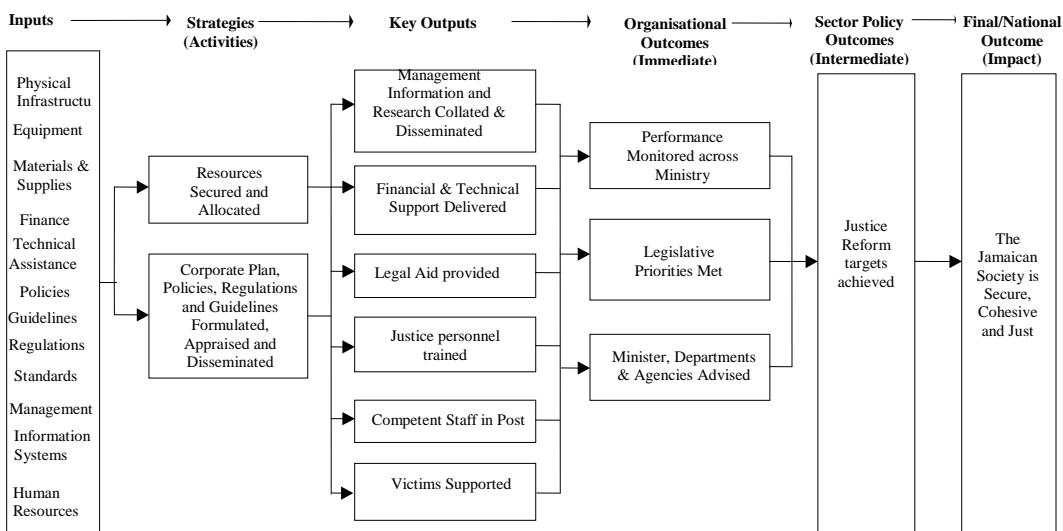 Inputs
Strategies
(Activities)
Key Outputs
Organisational
Outcomes
(Immediate)
Sector Policy
Outcomes
(Intermediate)
Final/National
Outcome
(Impact)
Physical
Infrastructu
Equipment
Materials &
Supplies
Finance
Technical
Assistance
Policies
Guidelines
Regulations
Standards
Management
Information
Systems
Human
Resources
Resources
Secured and
Allocated
Corporate Plan,
Policies, Regulations
and Guidelines
Formulated,
Appraised and
Disseminated
Management
Information and
Research Collated &
Disseminated
Financial & Technical
Support Delivered
Legal Aid provided
Justice personnel
trained
Competent Staff in Post
Victims Supported
Performance
Monitored across
Ministry
Legislative
Priorities Met
Minister, Departments
& Agencies Advised
Justice
Reform
targets
achieved
The
Jamaican
Society is
Secure,
Cohesive
and Just